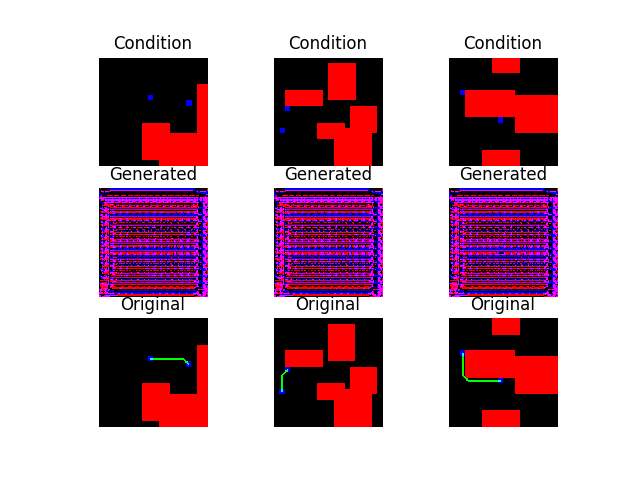 Condition Condition Condition
Generated Generated Generated
Original Original Original